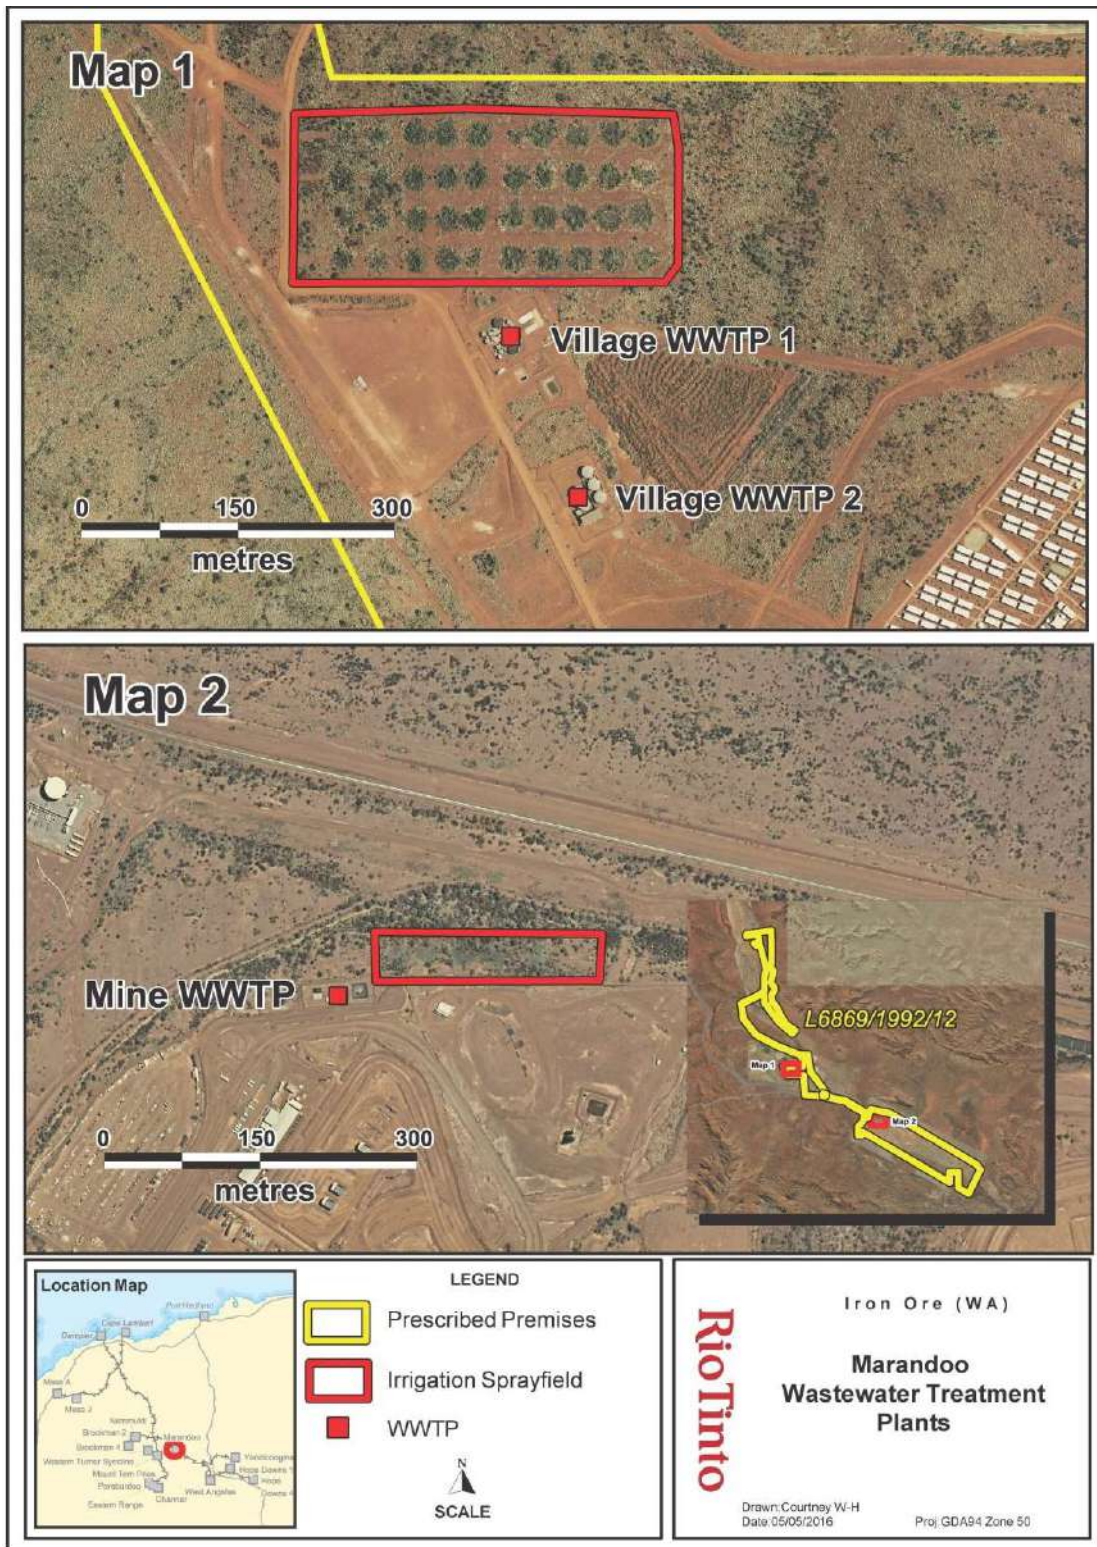 Map 1
Village WWTP 1
Village WWTP 2
0 150 300
metres
Map 2
Mine WWTP
L6869/1992/12
Map 1
Map 2
0 150 300
metres
Location Map
Port Hedland
Cape Lambert
Dampier
Mesa A
Mesa J
Brockman 2
Marandoo
Brockman 4
Western Turner Syncline
Yandicoogina
Hope Downs 1
Mount Tom Price
Hope
Paraburdoo
West Angelas
Downs 4
Channar
Eastern Range
LEGEND
Prescribed Premises
Irrigation Sprayfield
WWTP
N
SCALE
RioTinto
Iron Ore (WA)
Marandoo
Wastewater Treatment
Plants
Drawn:Courtney W-H
Date:05/05/2016
Proj:GDA94 Zone 50